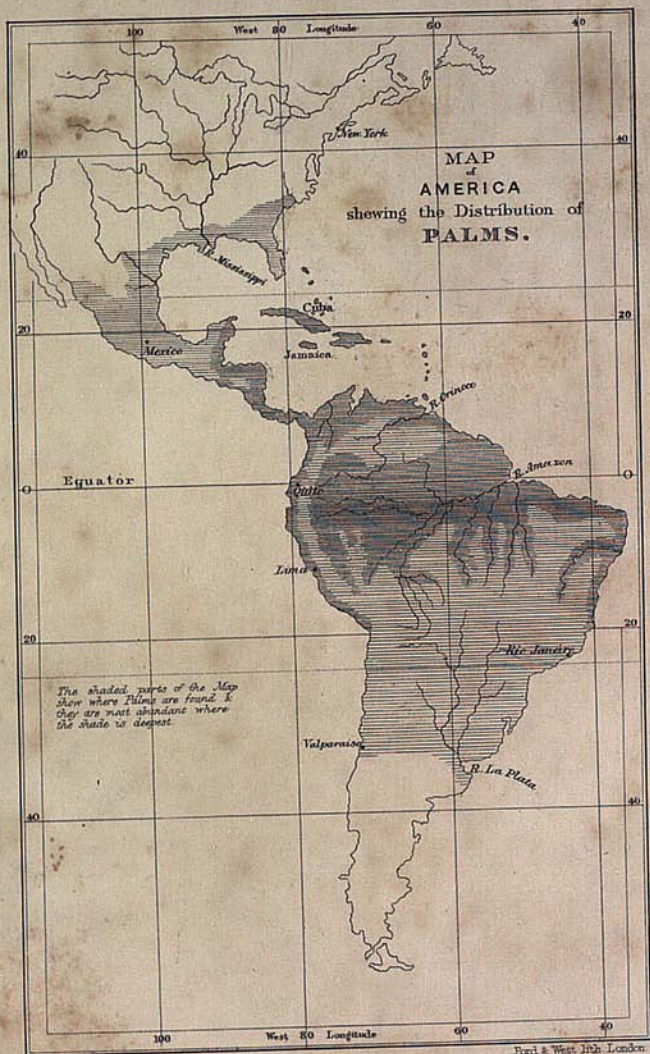 100 West 80 Longitude 60 40
New York
40 40
MAP
of
AMERICA
shewing the Distribution of
PALMS.
R. Mississippi
Cuba
20 20
Mexico
Jamaica
R. Orinoco
R. Amazon
Equator
0 0
Quito
Lima
20 20
Rio Janeiro
The shaded parts of the Map
show where Palms are found &
they are most abundant where
the shade is deepest
Valparaiso
R. La Plata
40 40
100 West 80 Longitude 60 40
Ford & West lith. London